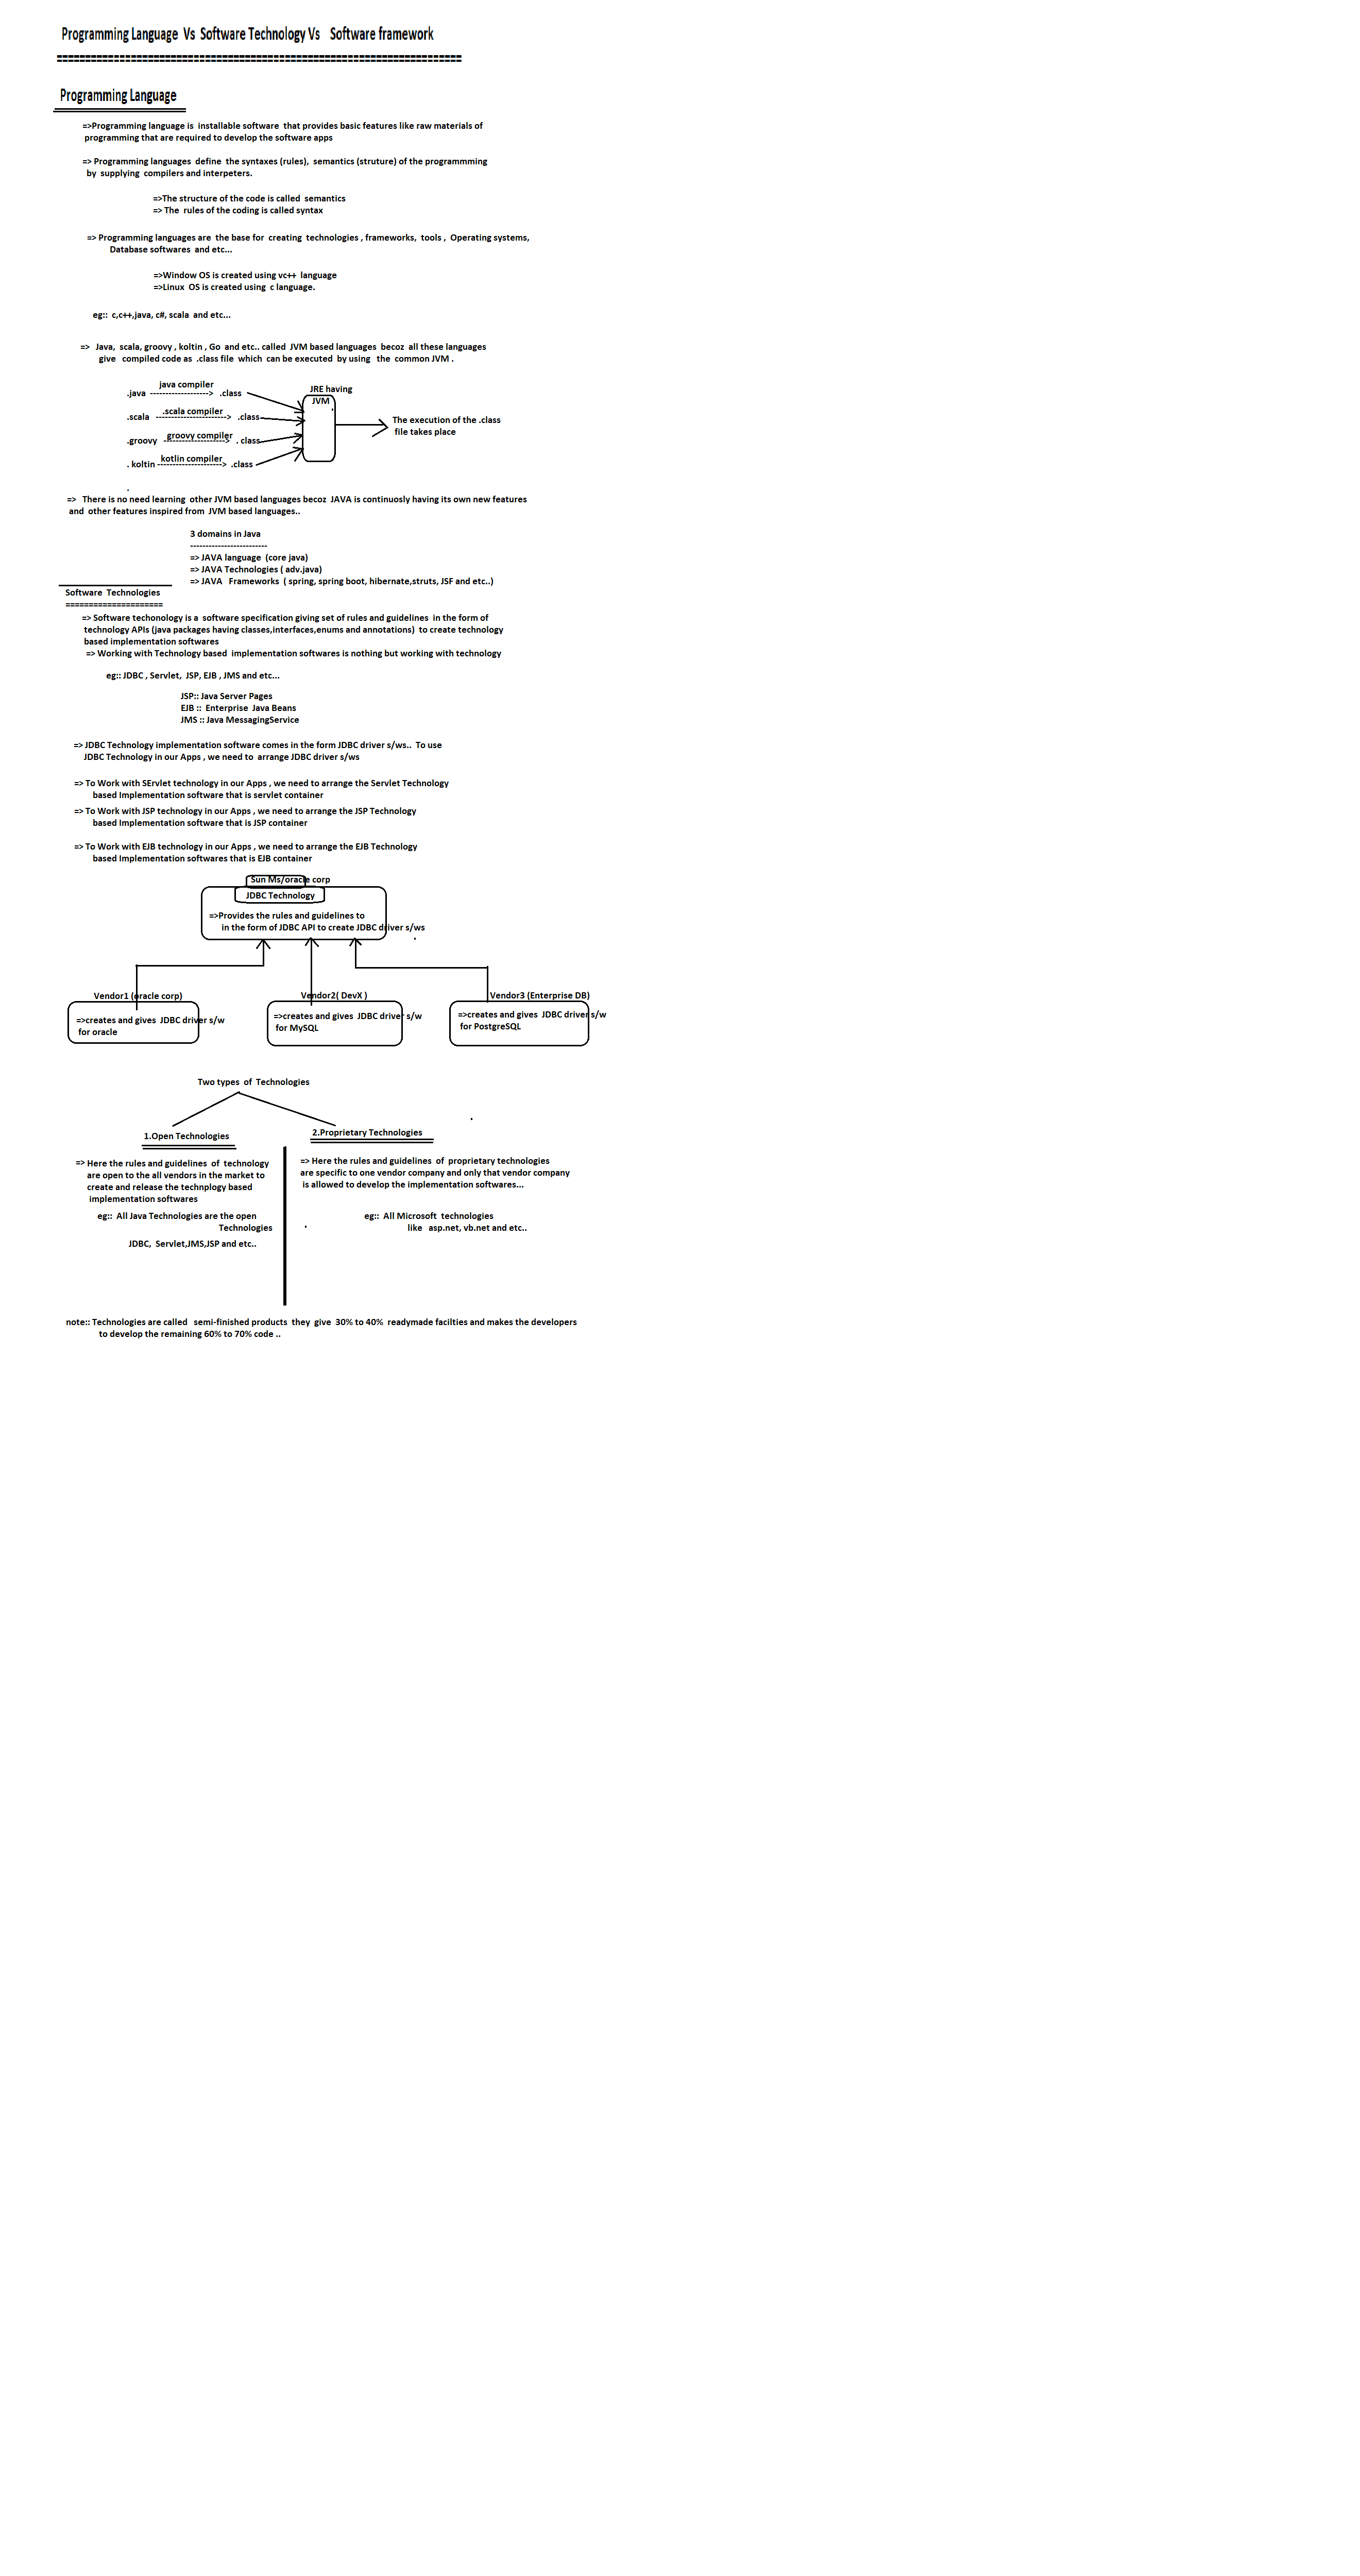 Programming Language Vs Software Technology Vs Software framework
=====================================================================
Programming Language
=>Programming language is installable software that provides basic features like raw materials of
programming that are required to develop the software apps
=> Programming languages define the syntaxes (rules), semantics (struture) of the programmming
by supplying compilers and interpeters.
=>The structure of the code is called semantics
=> The rules of the coding is called syntax
=> Programming languages are the base for creating technologies , frameworks, tools , Operating systems,
Database softwares and etc...
=>Window OS is created using vc++ language
=>Linux OS is created using c language.
eg:: c,c++,java, c#, scala and etc...
=> Java, scala, groovy , koltin , Go and etc.. called JVM based languages becoz all these languages
give compiled code as .class file which can be executed by using the common JVM .
java compiler
.java -------------------> .class
JRE having
JVM
.scala compiler
.scala -----------------------> .class
The execution of the .class
file takes place
groovy compiler
.groovy --------------------> . class
kotlin compiler
. koltin ---------------------> .class
.
=> There is no need learning other JVM based languages becoz JAVA is continuosly having its own new features
and other features inspired from JVM based languages..
3 domains in Java
-------------------------
=> JAVA language (core java)
=> JAVA Technologies ( adv.java)
=> JAVA Frameworks ( spring, spring boot, hibernate,struts, JSF and etc..)
Software Technologies
=====================
=> Software techonology is a software specification giving set of rules and guidelines in the form of
technology APIs (java packages having classes,interfaces,enums and annotations) to create technology
based implementation softwares
=> Working with Technology based implementation softwares is nothing but working with technology
eg:: JDBC , Servlet, JSP, EJB , JMS and etc...
JSP:: Java Server Pages
EJB :: Enterprise Java Beans
JMS :: Java MessagingService
=> JDBC Technology implementation software comes in the form JDBC driver s/ws.. To use
JDBC Technology in our Apps , we need to arrange JDBC driver s/ws
=> To Work with SErvlet technology in our Apps , we need to arrange the Servlet Technology
based Implementation software that is servlet container
=> To Work with JSP technology in our Apps , we need to arrange the JSP Technology
based Implementation software that is JSP container
=> To Work with EJB technology in our Apps , we need to arrange the EJB Technology
based Implementation softwares that is EJB container
Sun Ms/oracle corp
JDBC Technology
=>Provides the rules and guidelines to
in the form of JDBC API to create JDBC driver s/ws
Vendor1 (oracle corp)
=>creates and gives JDBC driver s/w
for oracle
Vendor2( DevX )
=>creates and gives JDBC driver s/w
for MySQL
Vendor3 (Enterprise DB)
=>creates and gives JDBC driver s/w
for PostgreSQL
Two types of Technologies
1.Open Technologies
=> Here the rules and guidelines of technology
are open to the all vendors in the market to
create and release the technplogy based
implementation softwares
eg:: All Java Technologies are the open
Technologies
JDBC, Servlet,JMS,JSP and etc..
2.Proprietary Technologies
=> Here the rules and guidelines of proprietary technologies
are specific to one vendor company and only that vendor company
is allowed to develop the implementation softwares...
eg:: All Microsoft technologies
like asp.net, vb.net and etc..
note:: Technologies are called semi-finished products they give 30% to 40% readymade facilties and makes the developers
to develop the remaining 60% to 70% code ..